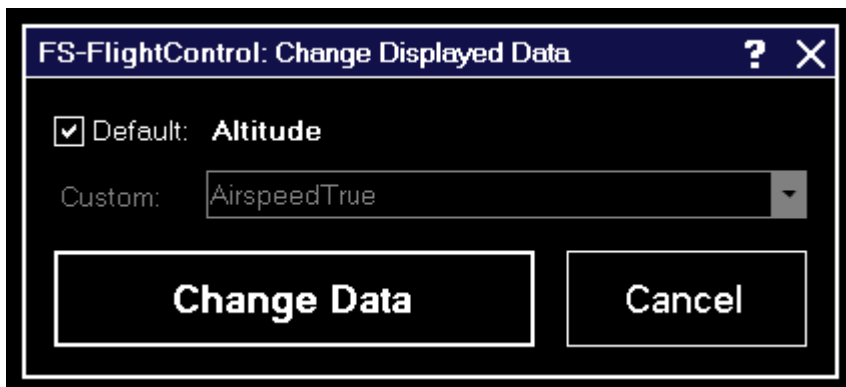 FS-FlightControl: Change Displayed Data ?
Default: Altitude
Custom: AirspeedTrue
Change Data Cancel